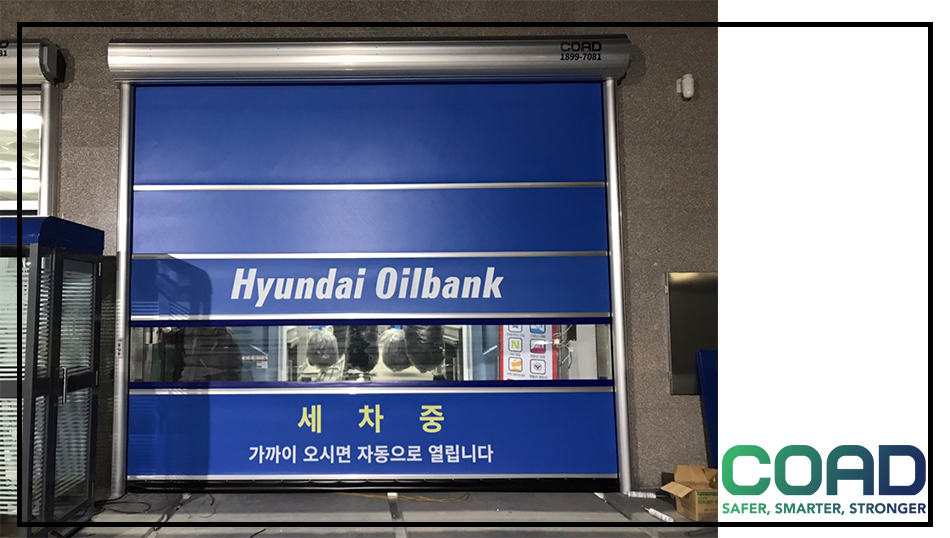 COAD
1899-7081
81
Hyundai Oilbank
N
세 차 중
가까이 오시면 자동으로 열립니다
COAD
SAFER, SMARTER, STRONGER